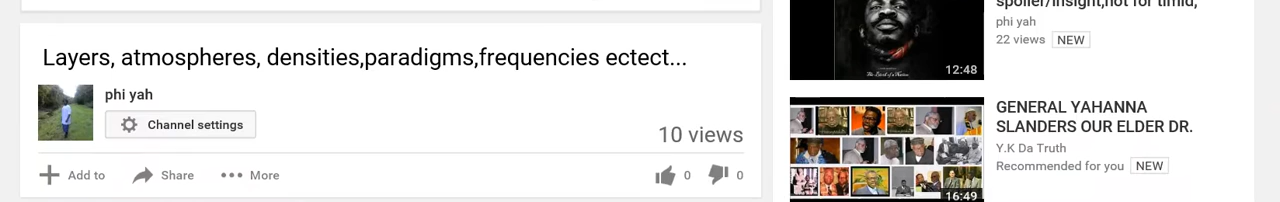 Layers, atmospheres, densities,paradigms,frequencies ectect...
phi yah
Channel settings
10 views
Add to
Share
More
0
0
spoiler/insight,not for timid,
phi yah
22 views NEW
12:48
GENERAL YAHANNA
SLANDERS OUR ELDER DR.
Y.K Da Truth
Recommended for you NEW
16:49